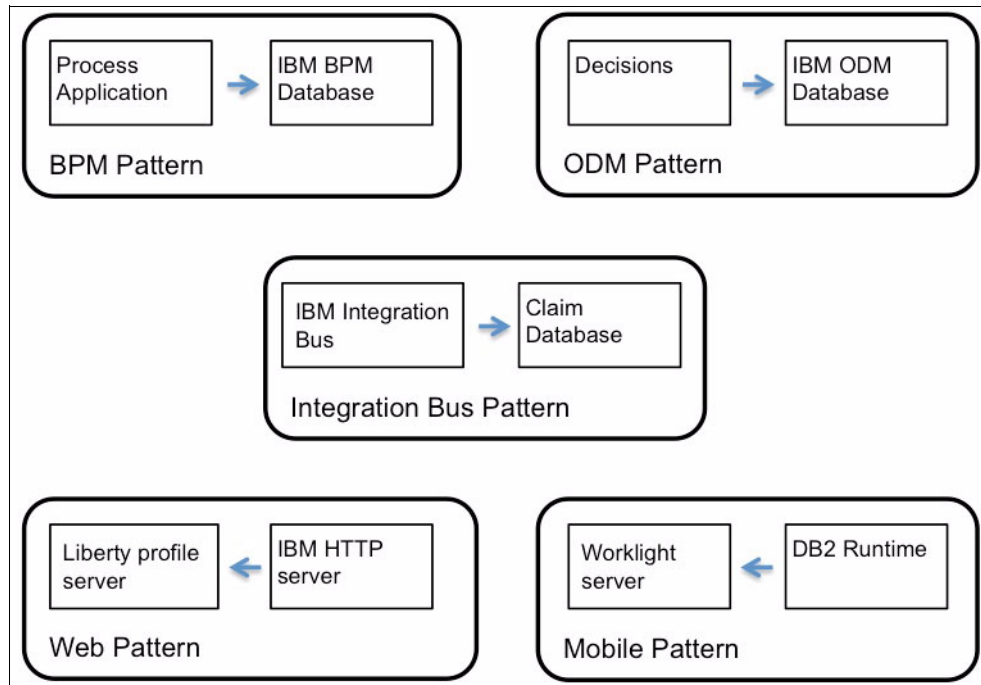 Process
Application
IBM BPM
Database
BPM Pattern
Decisions
IBM ODM
Database
ODM Pattern
IBM Integration
Bus
Claim
Database
Integration Bus Pattern
Liberty profile
server
IBM HTTP
server
Web Pattern
Worklight
server
DB2 Runtime
Mobile Pattern